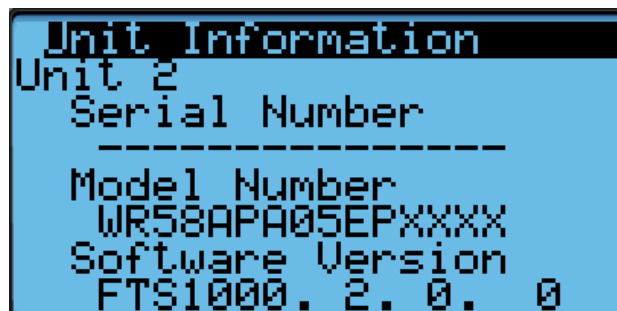 Unit Information
Unit 2
Serial Number
---------------
Model Number
WR58APA05EPXXXX
Software Version
FTS1000. 2. 0.  0